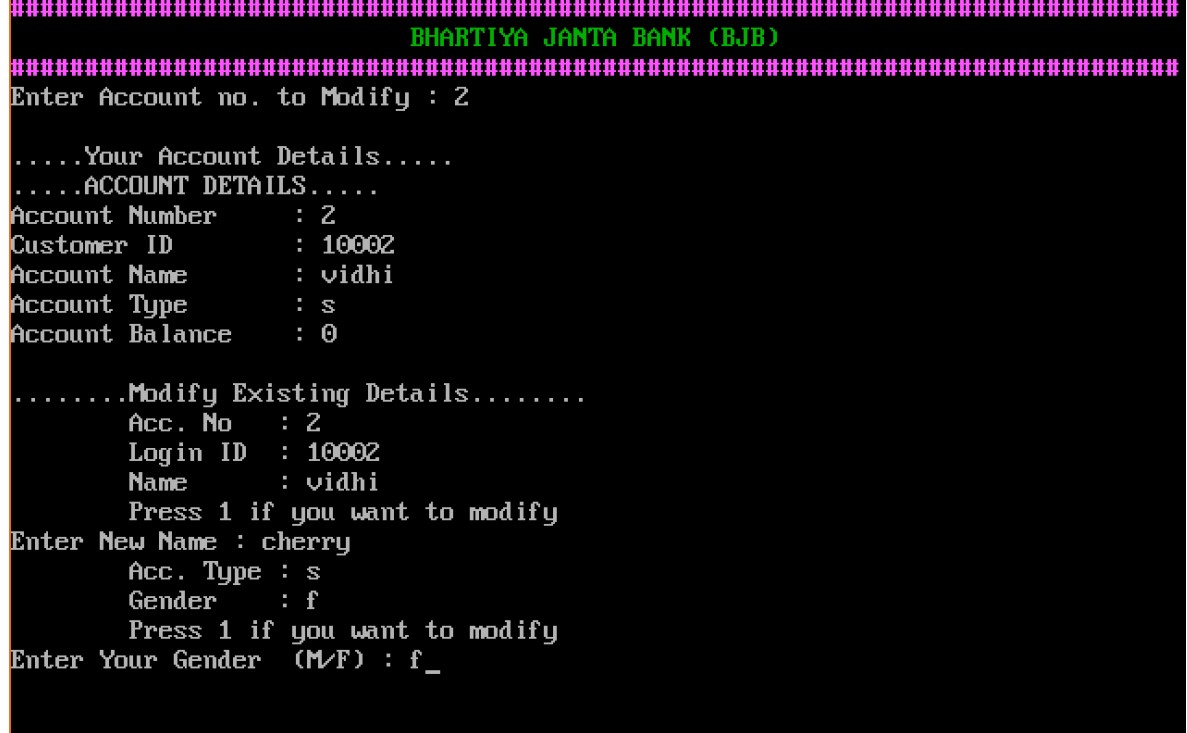 ###############################################################################
BHARTIYA JANTA BANK (BJB)
###############################################################################
Enter Account no. to Modify : 2
.....Your Account Details.....
.....ACCOUNT DETAILS.....
Account Number : 2
Customer ID : 10002
Account Name : vidhi
Account Type : s
Account Balance : 0
........Modify Existing Details........
Acc. No : 2
Login ID : 10002
Name : vidhi
Press 1 if you want to modify
Enter New Name : cherry
Acc. Type : s
Gender : f
Press 1 if you want to modify
Enter Your Gender (M/F) : f_